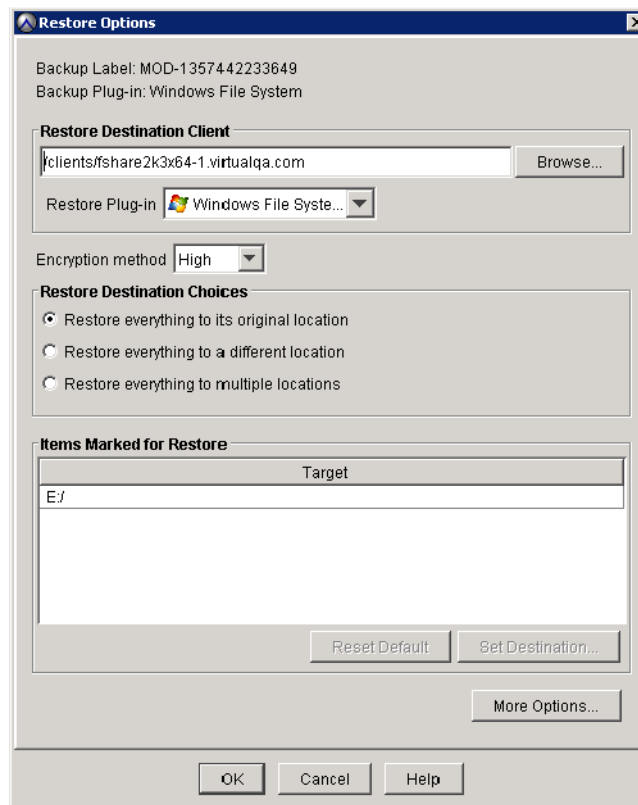 Restore Options
Backup Label: MOD-1357442233649
Backup Plug-in: Windows File System
Restore Destination Client
/clients/fshare2k3x64-1.virtualqa.com
Browse...
Restore Plug-in
Windows File Syste...
Encryption method
High
Restore Destination Choices
Restore everything to its original location
Restore everything to a different location
Restore everything to multiple locations
Items Marked for Restore
Target
E:/
Reset Default
Set Destination...
More Options...
OK
Cancel
Help